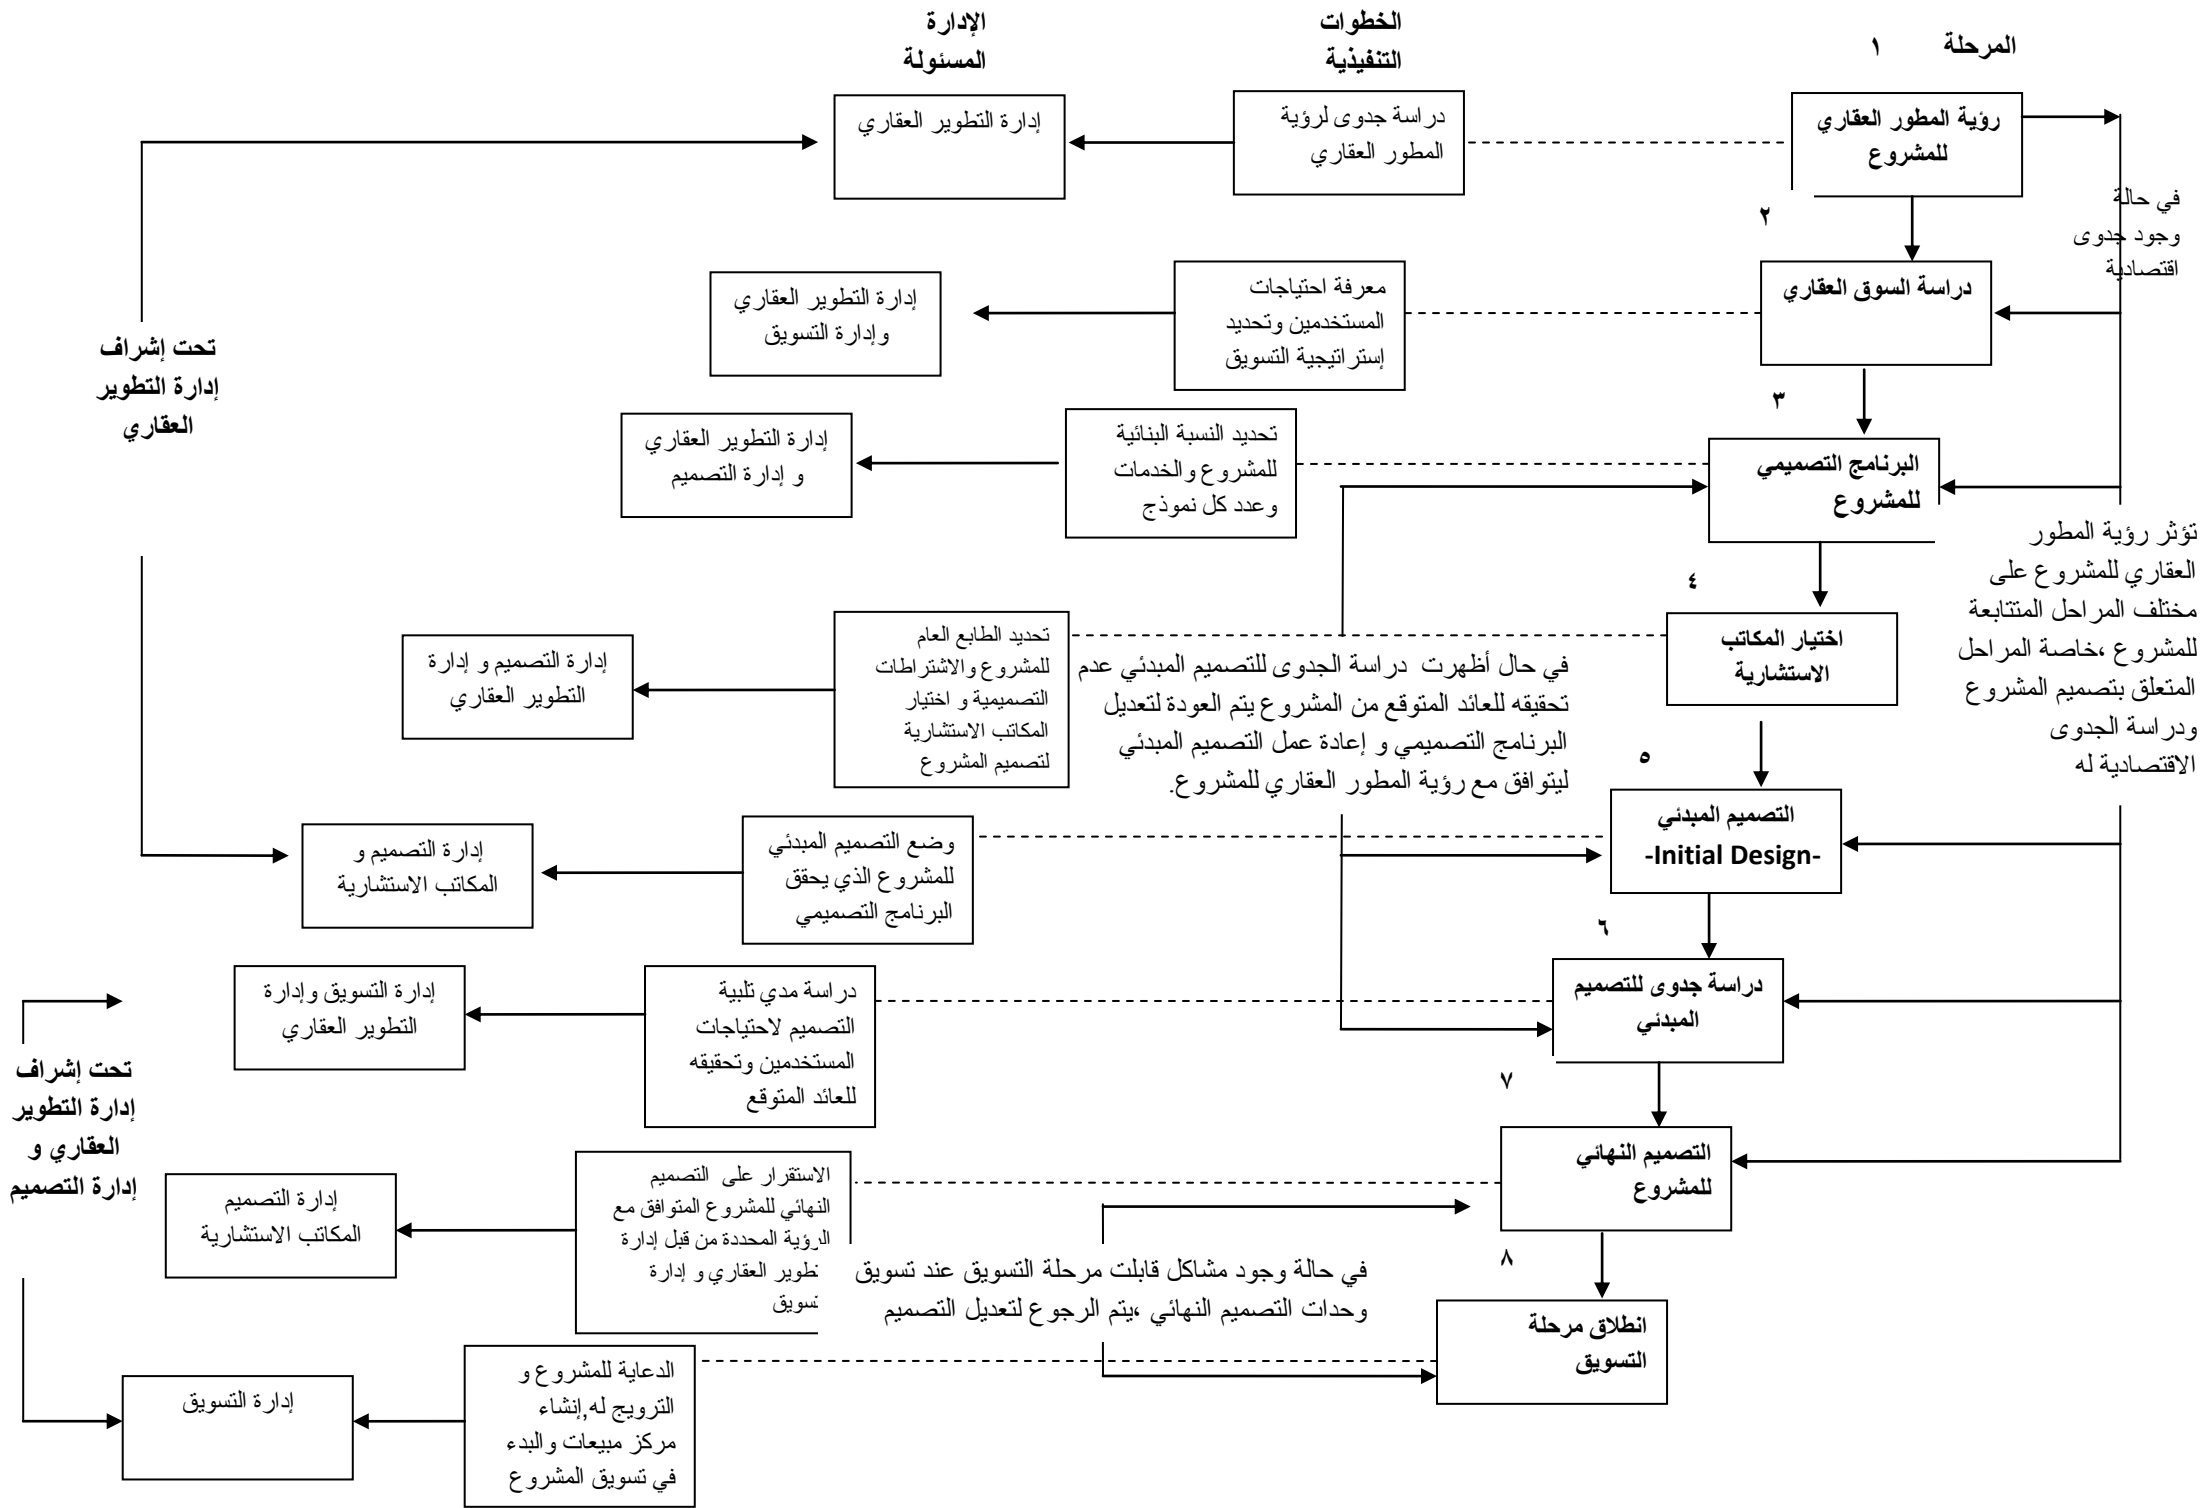 المرحلة ١
الخطوات
التنفيذية
الإدارة
المسئولة
رؤية المطور العقاري
للمشروع
دراسة جدوى لرؤية
المطور العقاري
إدارة التطوير العقاري
في حالة
وجود جدوى
اقتصادية
٢
دراسة السوق العقاري
معرفة احتياجات
المستخدمين وتحديد
إستراتيجية التسويق
إدارة التطوير العقاري
وإدارة التسويق
تحت إشراف
إدارة التطوير
العقاري
٣
البرنامج التصميمي
للمشروع
تحديد النسبة البنائية
للمشروع والخدمات
وعدد كل نموذج
إدارة التطوير العقاري
و إدارة التصميم
تؤثر رؤية المطور
العقاري للمشروع على
مختلف المراحل المتتابعة
للمشروع ،خاصة المراحل
المتعلق بتصميم المشروع
ودراسة الجدوى
الاقتصادية له
٤
اختيار المكاتب
الاستشارية
في حال أظهرت دراسة الجدوى للتصميم المبدئي عدم
تحقيقه للعائد المتوقع من المشروع يتم العودة لتعديل
البرنامج التصميمي و إعادة عمل التصميم المبدئي
ليتوافق مع رؤية المطور العقاري للمشروع.
تحديد الطابع العام
للمشروع والاشتراطات
التصميمية و اختيار
المكاتب الاستشارية
لتصميم المشروع
إدارة التصميم و إدارة
التطوير العقاري
٥
التصميم المبدئي
-Initial Design-
وضع التصميم المبدئي
للمشروع الذي يحقق
البرنامج التصميمي
إدارة التصميم و
المكاتب الاستشارية
٦
دراسة جدوى للتصميم
المبدئي
دراسة مدي تلبية
التصميم لاحتياجات
المستخدمين وتحقيقه
للعائد المتوقع
إدارة التسويق وإدارة
التطوير العقاري
تحت إشراف
إدارة التطوير
العقاري و
إدارة التصميم
٧
التصميم النهائي
للمشروع
الاستقرار على التصميم
النهائي للمشروع المتوافق مع
الرؤية المحددة من قبل إدارة
تطوير العقاري و إدارة
تسويق
إدارة التصميم
المكاتب الاستشارية
في حالة وجود مشاكل قابلت مرحلة التسويق عند تسويق
وحدات التصميم النهائي ،يتم الرجوع لتعديل التصميم
٨
انطلاق مرحلة
التسويق
الدعاية للمشروع و
الترويج له,إنشاء
مركز مبيعات والبدء
في تسويق المشروع
إدارة التسويق